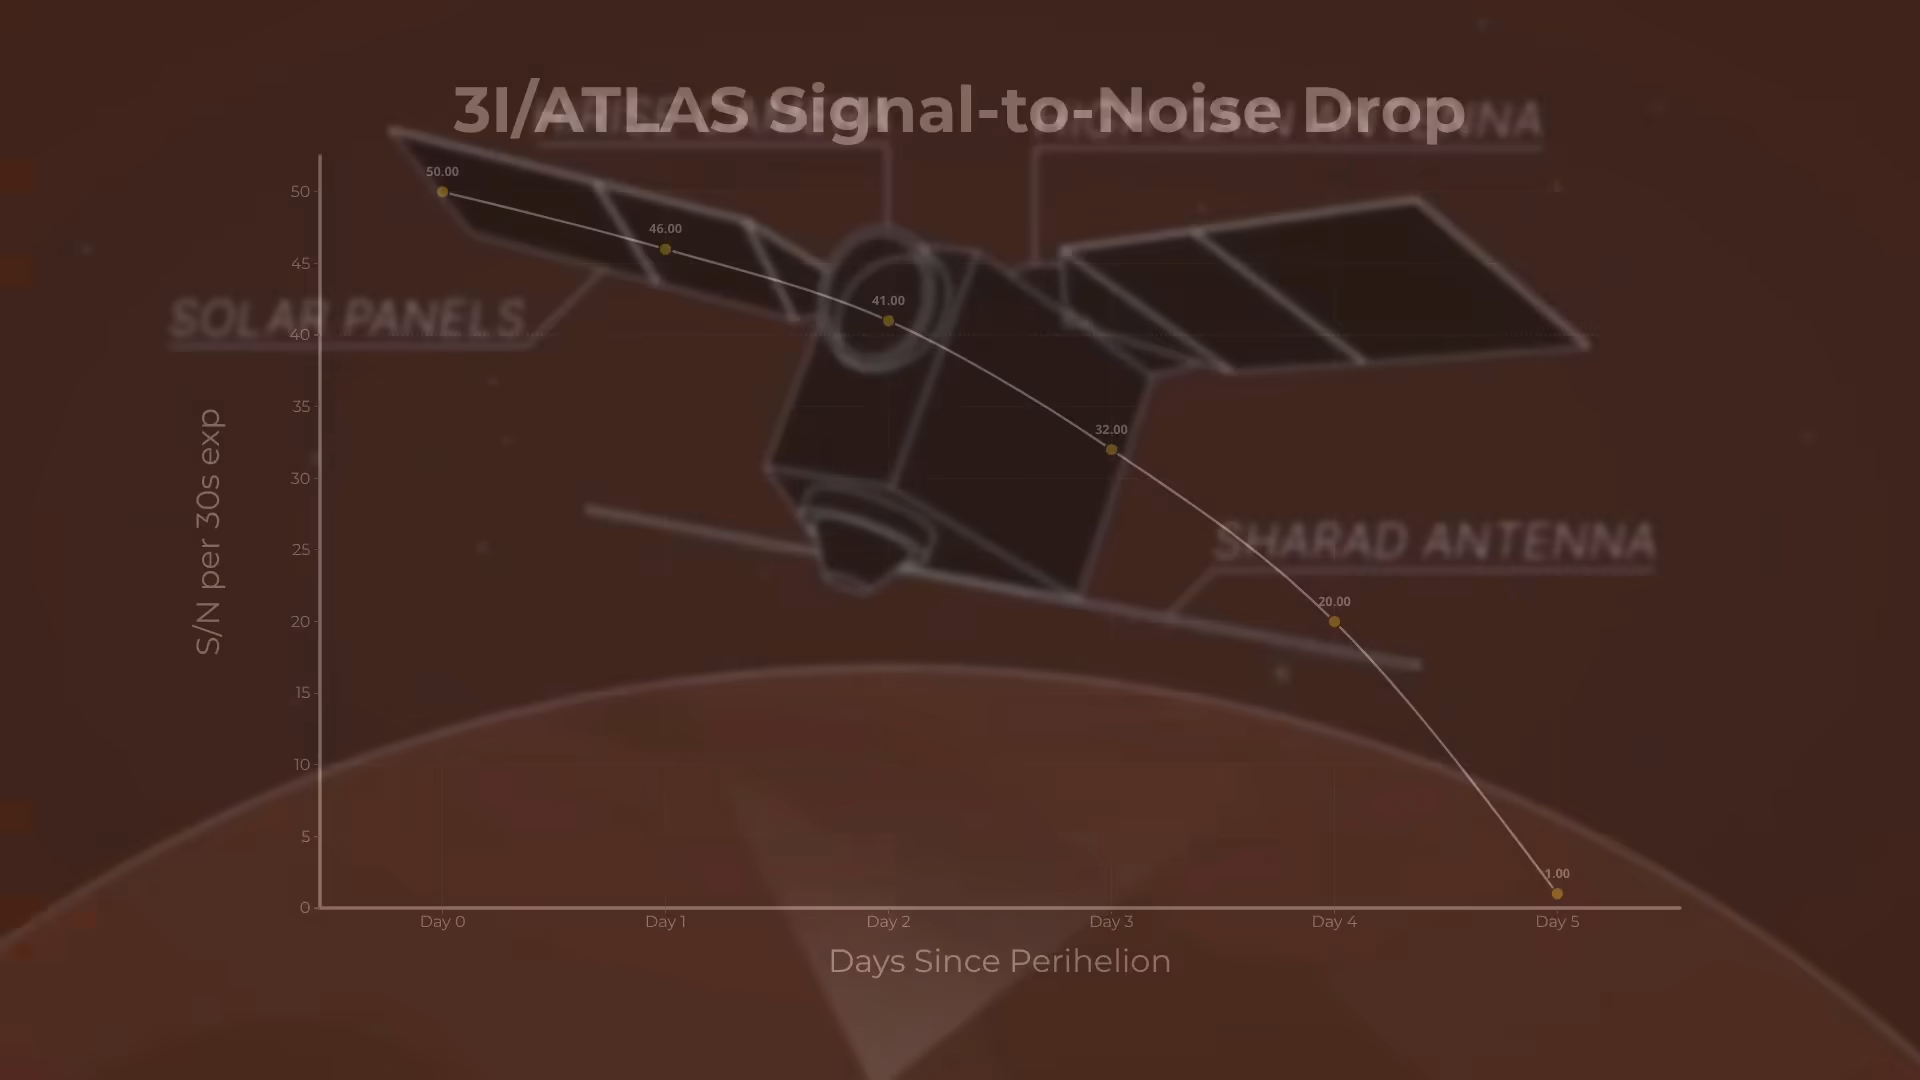 3I/ATLAS Signal-to-Noise Drop
ANTENNA
SOLAR PANELS
SHARAD ANTENNA
S/N per 30s exp
50
45
40
35
30
25
20
15
10
5
0
50.00
46.00
41.00
32.00
20.00
1.00
Day 0
Day 1
Day 2
Day 3
Day 4
Day 5
Days Since Perihelion